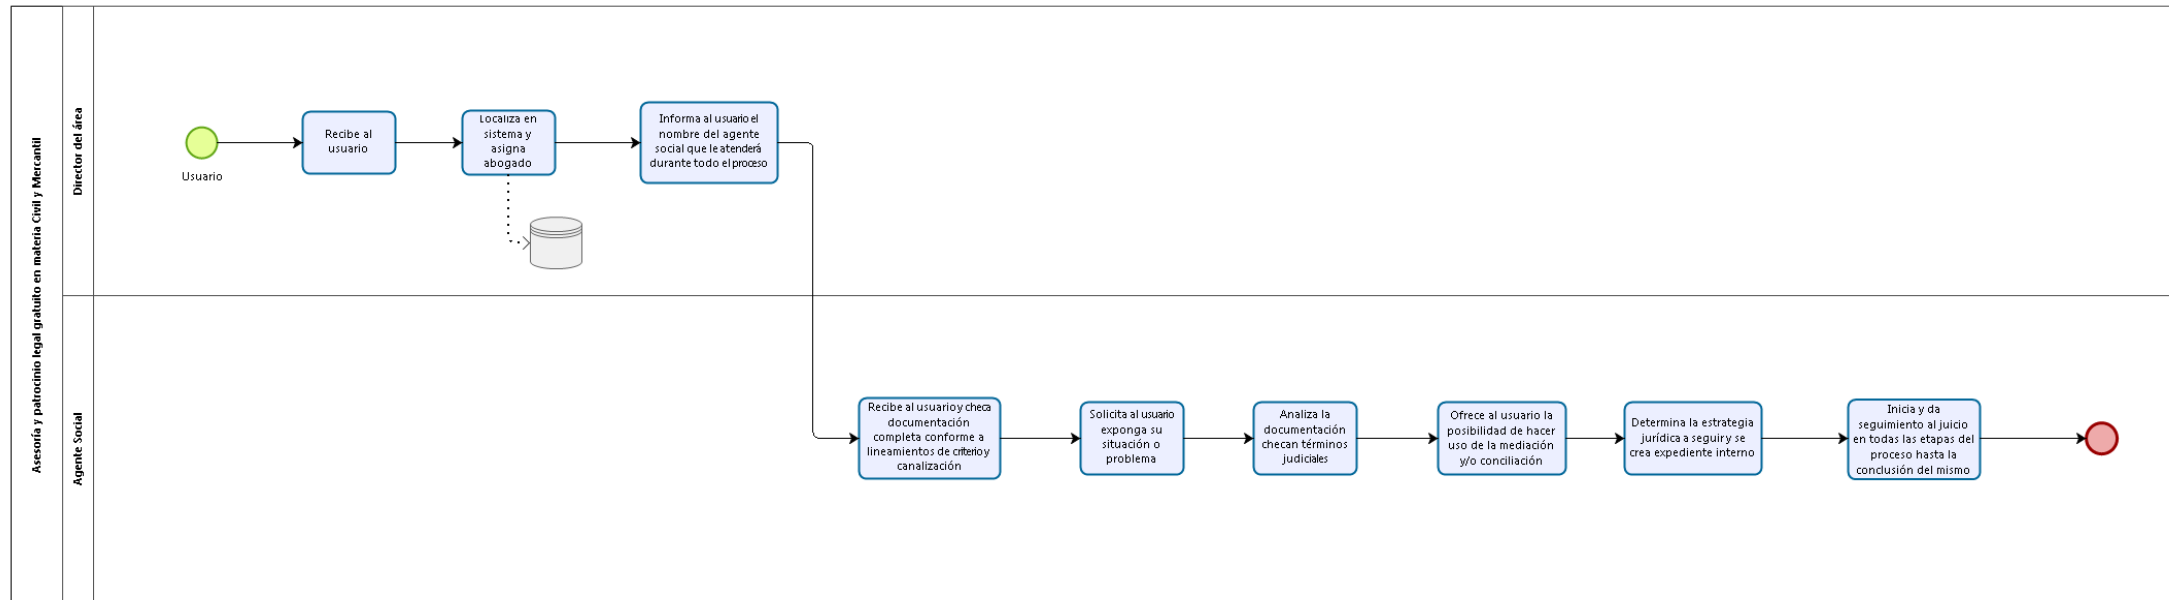 Asesoría y patrocinio legal gratuito en materia Civil y Mercantil
Director del área
Usuario
Recibe al
usuario
Localiza en
sistema y
asigna
abogado
Informa al usuario el
nombre del agente
social que le atenderá
durante todo el proceso
Agente Social
Recibe al usuario y checa
documentación
completa conforme a
lineamientos de criterio y
canalización
Solicita al usuario
exponga su
situación o
problema
Analiza la
documentación
checan términos
judiciales
Ofrece al usuario la
posibilidad de hacer
uso de la mediación
y/o conciliación
Determina la estrategia
jurídica a seguir y se
crea expediente interno
Inicia y da
seguimiento al juicio
en todas las etapas del
proceso hasta la
conclusión del mismo